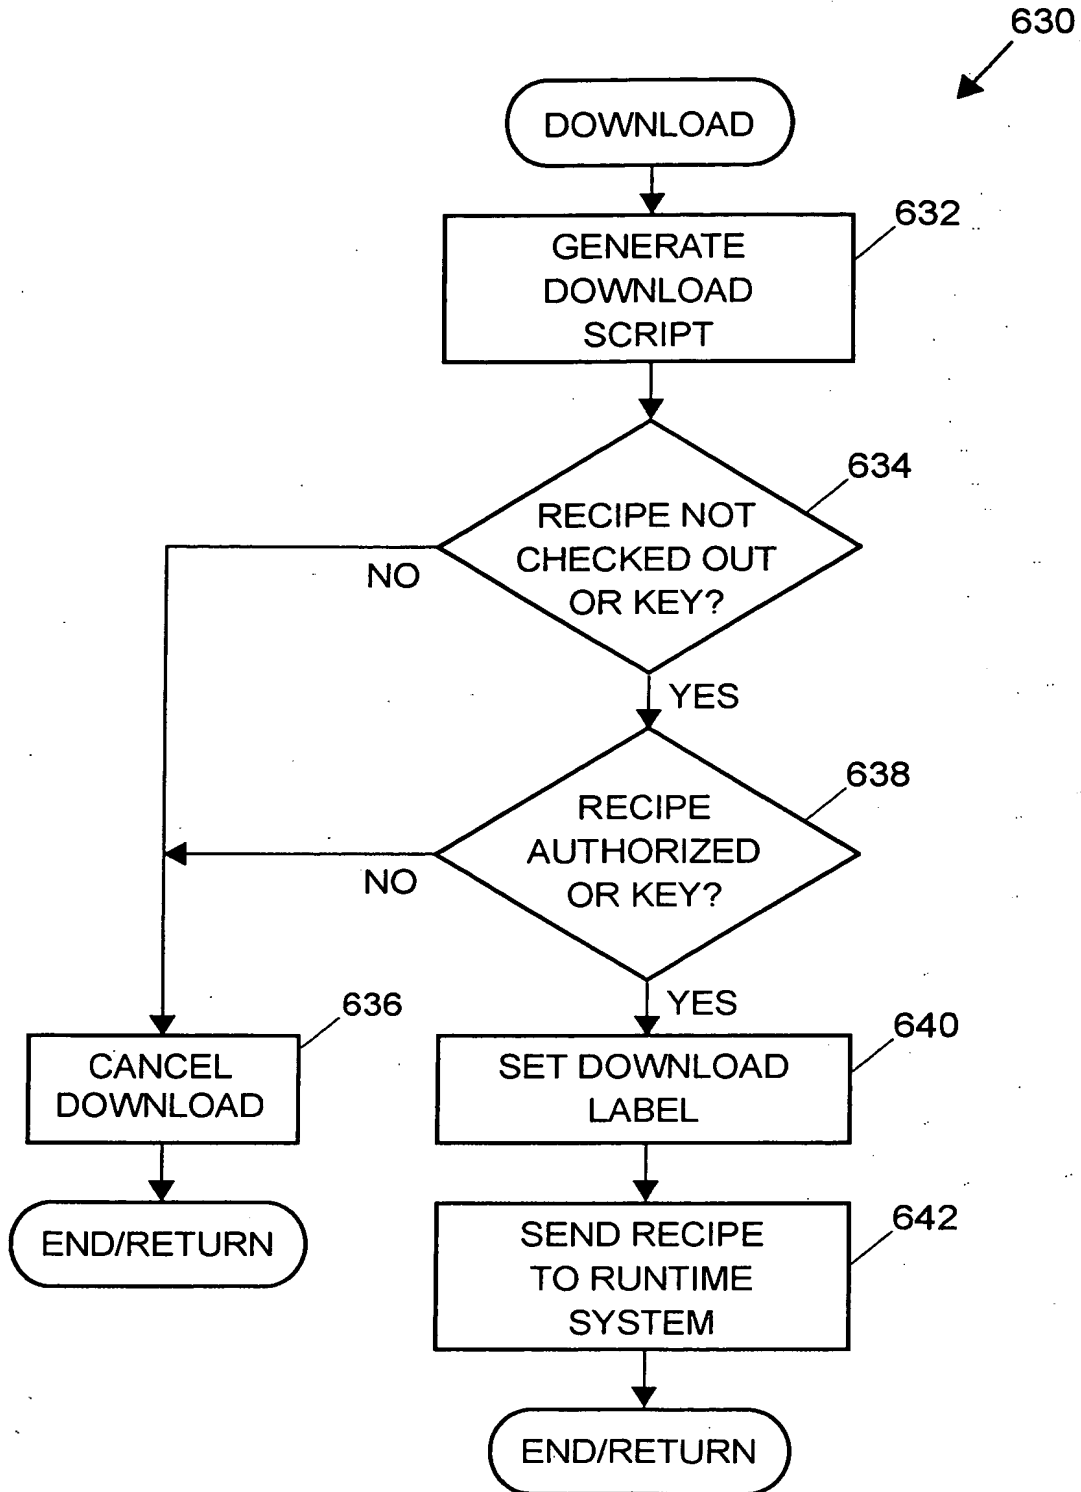 630
DOWNLOAD
632
GENERATE
DOWNLOAD
SCRIPT
634
RECIPE NOT
CHECKED OUT
OR KEY?
NO
YES
638
RECIPE
AUTHORIZED
OR KEY?
NO
YES
636
CANCEL
DOWNLOAD
END/RETURN
640
SET DOWNLOAD
LABEL
642
SEND RECIPE
TO RUNTIME
SYSTEM
END/RETURN